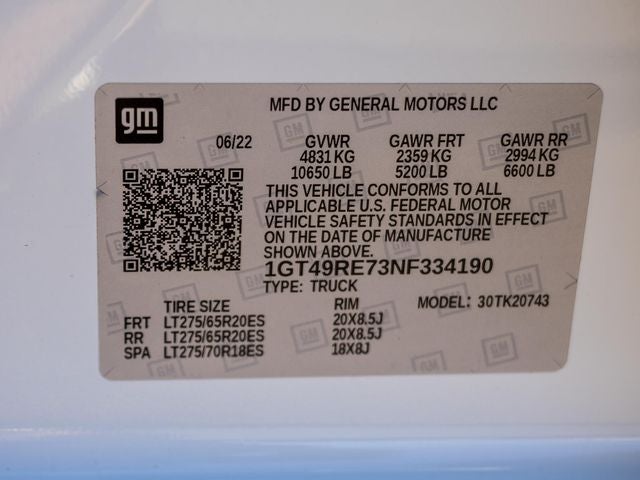 gm
MFD BY GENERAL MOTORS LLC
06/22 GVWR GAWR FRT GAWR RR
4831 KG 2359 KG 2994 KG
10650 LB 5200 LB 6600 LB
THIS VEHICLE CONFORMS TO ALL
APPLICABLE U.S. FEDERAL MOTOR
VEHICLE SAFETY STANDARDS IN EFFECT
ON THE DATE OF MANUFACTURE
SHOWN ABOVE.
1GT49RE73NF334190
TYPE: TRUCK
TIRE SIZE RIM MODEL: 30TK20743
FRT LT275/65R20ES 20X8.5J
RR LT275/65R20ES 20X8.5J
SPA LT275/70R18ES 18X8J